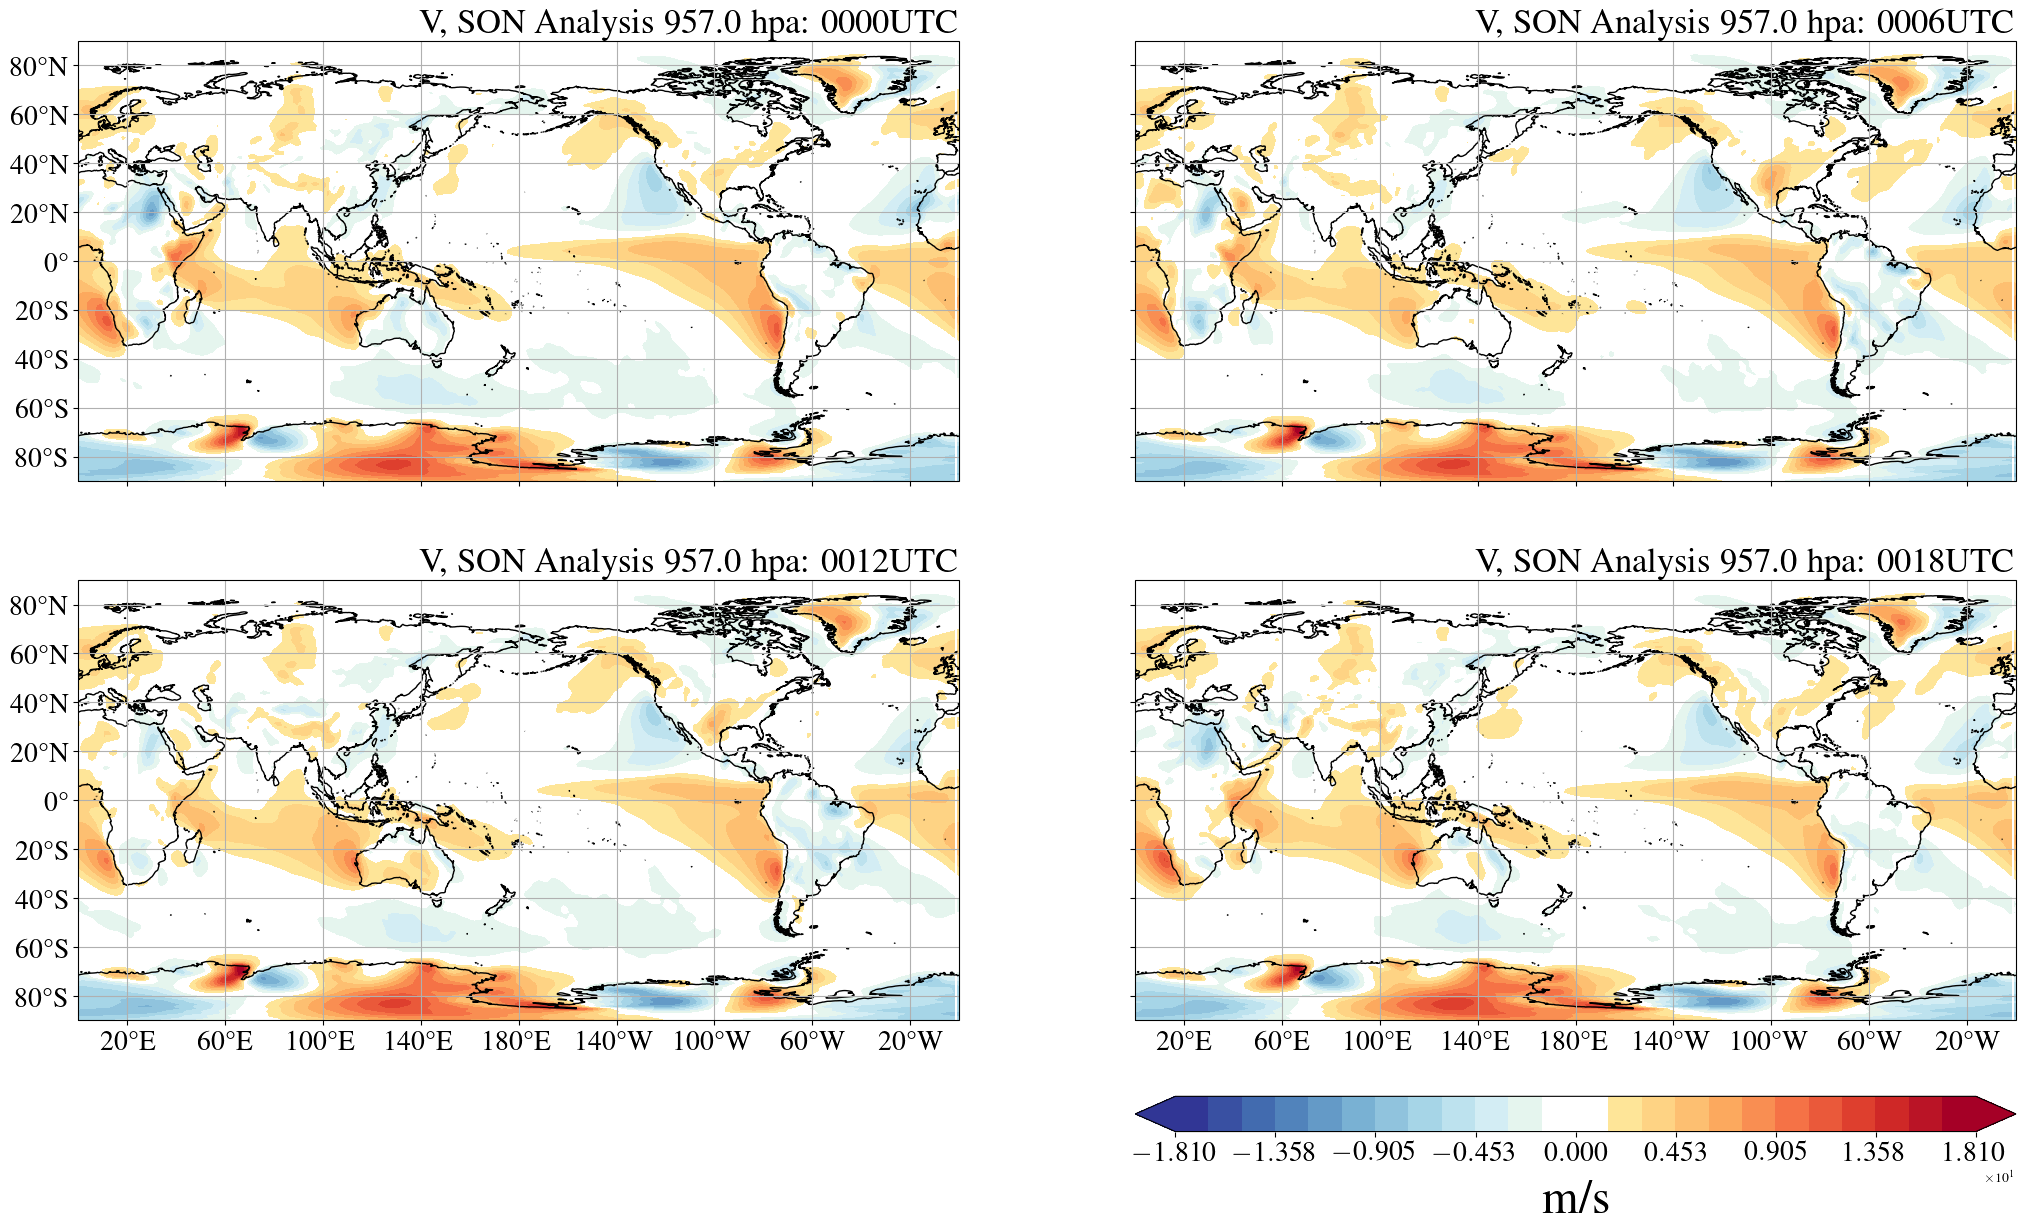 V, SON Analysis 957.0 hpa: 0000UTC
V, SON Analysis 957.0 hpa: 0006UTC
80°N
60°N
40°N
20°N
0°
20°S
40°S
60°S
80°S
V, SON Analysis 957.0 hpa: 0012UTC
V, SON Analysis 957.0 hpa: 0018UTC
80°N
60°N
40°N
20°N
0°
20°S
40°S
60°S
80°S
20°E 60°E 100°E 140°E 180°E 140°W 100°W 60°W 20°W
20°E 60°E 100°E 140°E 180°E 140°W 100°W 60°W 20°W
−1.810 −1.358 −0.905 −0.453 0.000 0.453 0.905 1.358 1.810
×10¹
m/s